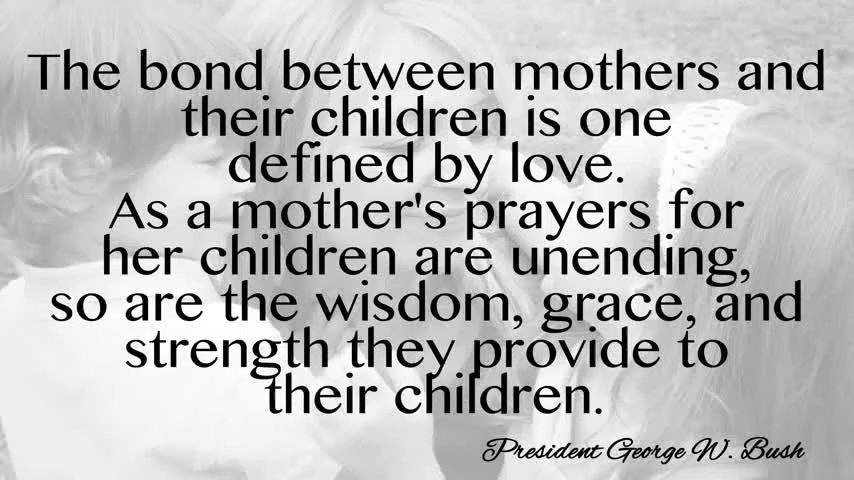 The bond between mothers and
their children is one
defined by love.
As a mother's prayers for
her children are unending,
so are the wisdom, grace, and
strength they provide to
their children.
President George W. Bush